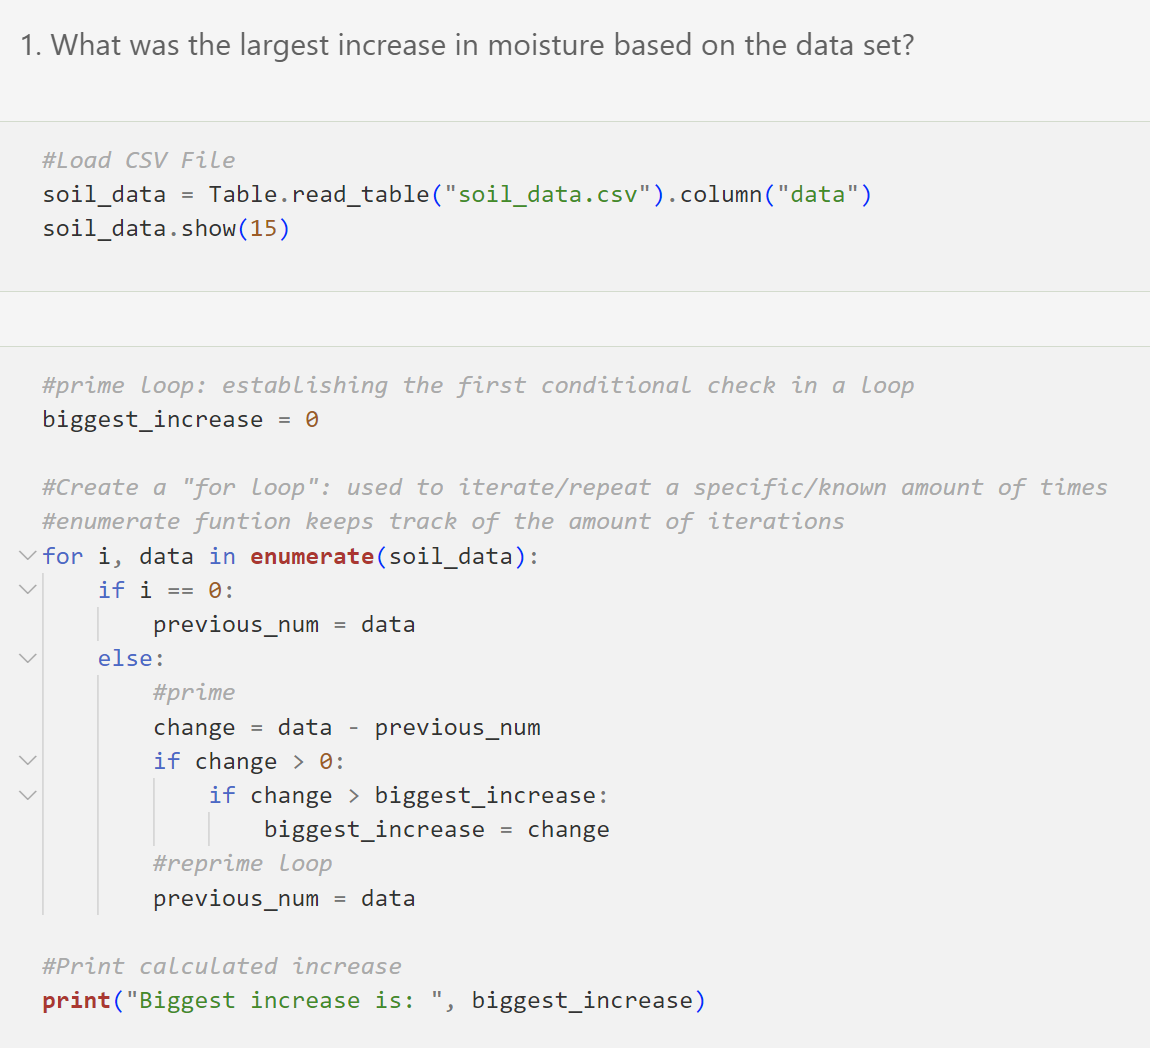 1. What was the largest increase in moisture based on the data set?
#Load CSV File
soil_data = Table.read_table("soil_data.csv").column("data")
soil_data.show(15)
#prime loop: establishing the first conditional check in a loop
biggest_increase = 0
#Create a "for loop": used to iterate/repeat a specific/known amount of times
#enumerate funtion keeps track of the amount of iterations
for i, data in enumerate(soil_data):
    if i == 0:
        previous_num = data
    else:
        #prime
        change = data - previous_num
        if change > 0:
            if change > biggest_increase:
                biggest_increase = change
        #reprime loop
        previous_num = data
#Print calculated increase
print("Biggest increase is: ", biggest_increase)